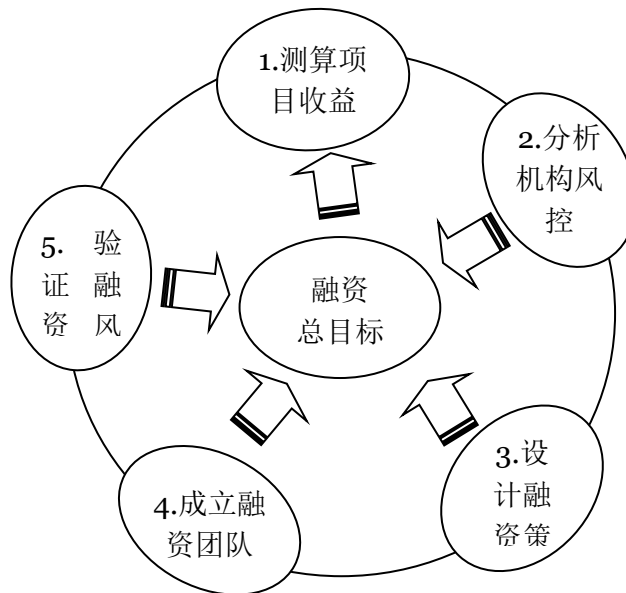 1.测算项
目收益
2.分析
机构风
控
5. 验
证 融
资 风
融资
总目标
3.设
计融
资策
4.成立融
资团队